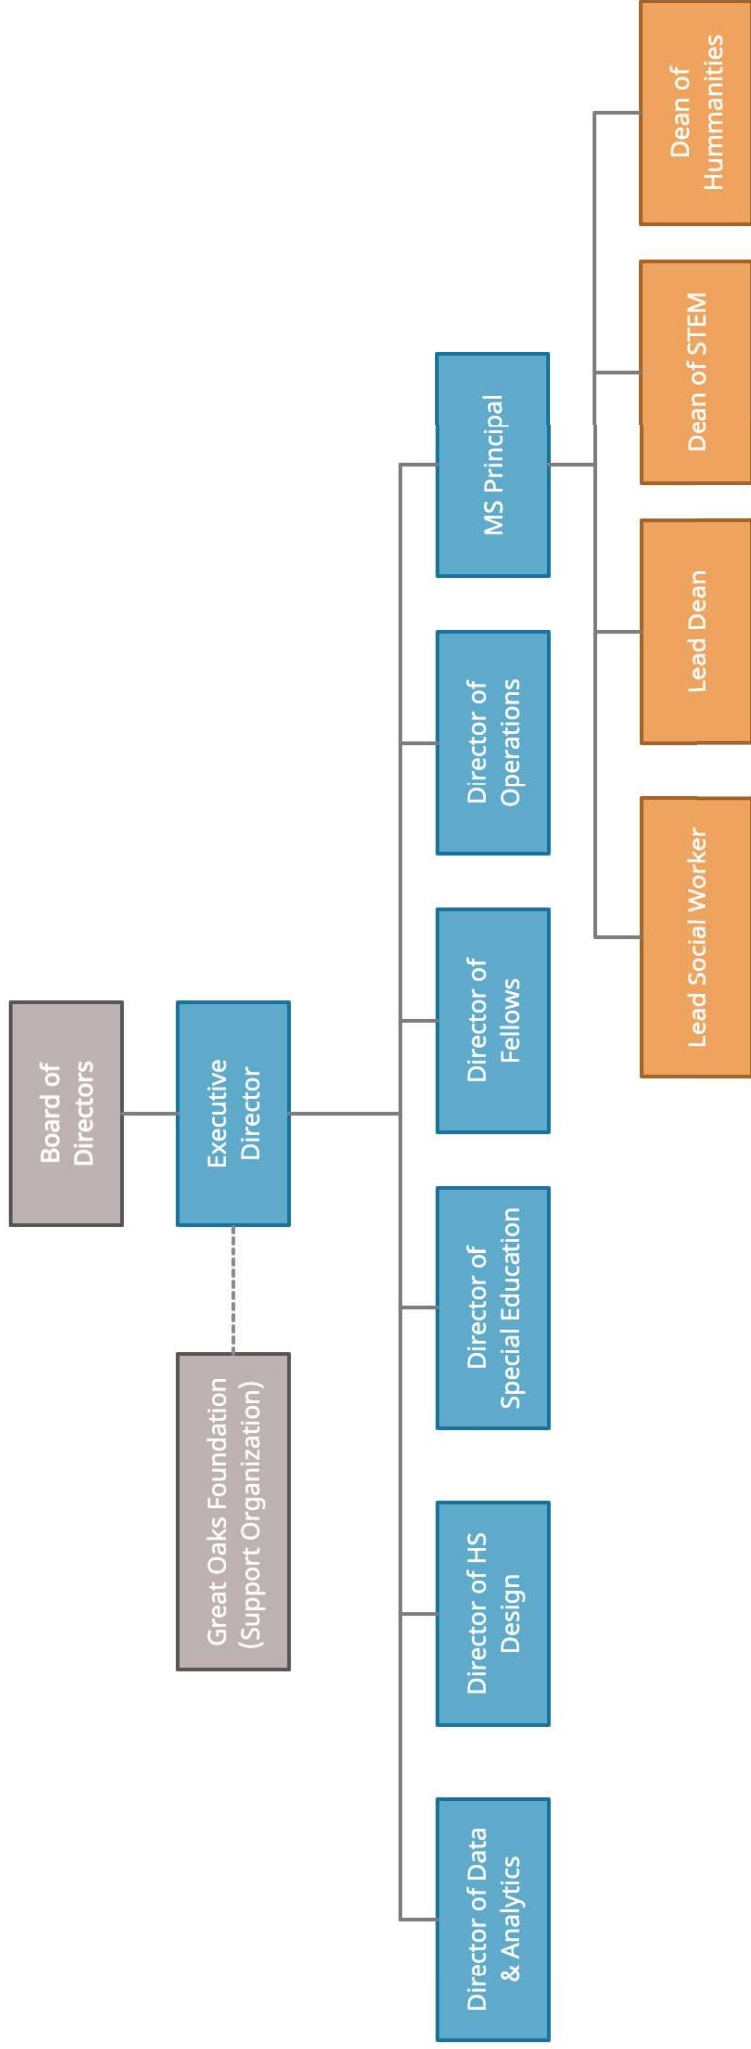 Board of
Directors
Great Oaks Foundation
(Support Organization)
Executive
Director
Director of Data
& Analytics
Director of HS
Design
Director of
Special Education
Director of
Fellows
Director of
Operations
MS Principal
Lead Social Worker
Lead Dean
Dean of STEM
Dean of
Hummanities